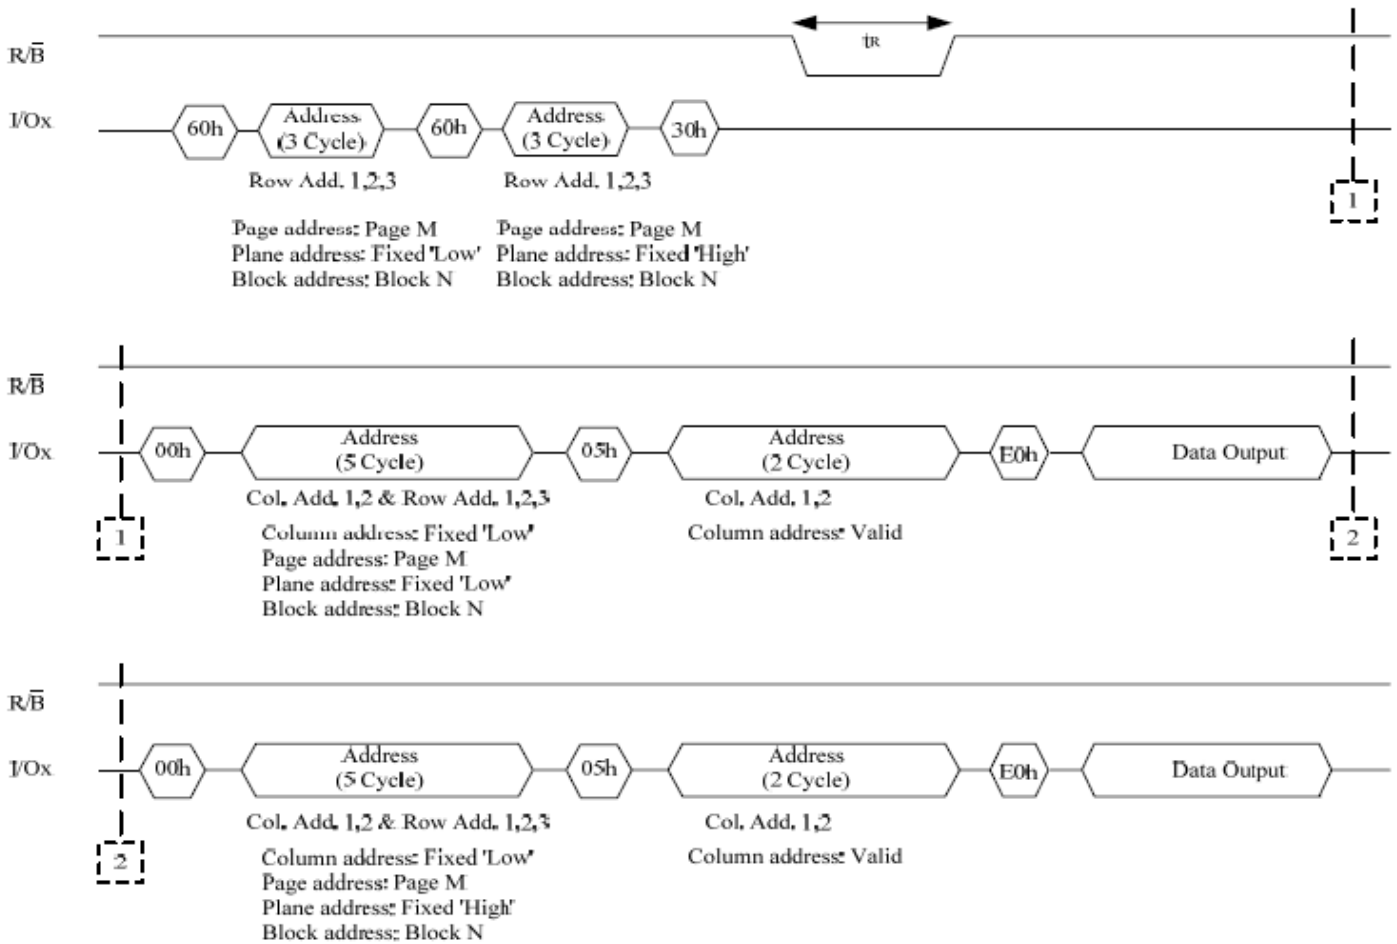 tR
R/B̅
I/Ox
60h
Address
(3 Cycle)
60h
Address
(3 Cycle)
30h
Row Add. 1,2,3
Row Add. 1,2,3
1
Page address: Page M
Plane address: Fixed 'Low'
Block address: Block N
Page address: Page M
Plane address: Fixed 'High'
Block address: Block N
R/B̅
I/Ox
00h
Address
(5 Cycle)
05h
Address
(2 Cycle)
E0h
Data Output
Col. Add. 1,2 & Row Add. 1,2,3
Col. Add. 1,2
1
Column address: Fixed 'Low'
Page address: Page M
Plane address: Fixed 'Low'
Block address: Block N
Column address: Valid
2
R/B̅
I/Ox
00h
Address
(5 Cycle)
05h
Address
(2 Cycle)
E0h
Data Output
Col. Add. 1,2 & Row Add. 1,2,3
Col. Add. 1,2
2
Column address: Fixed 'Low'
Page address: Page M
Plane address: Fixed 'High'
Block address: Block N
Column address: Valid